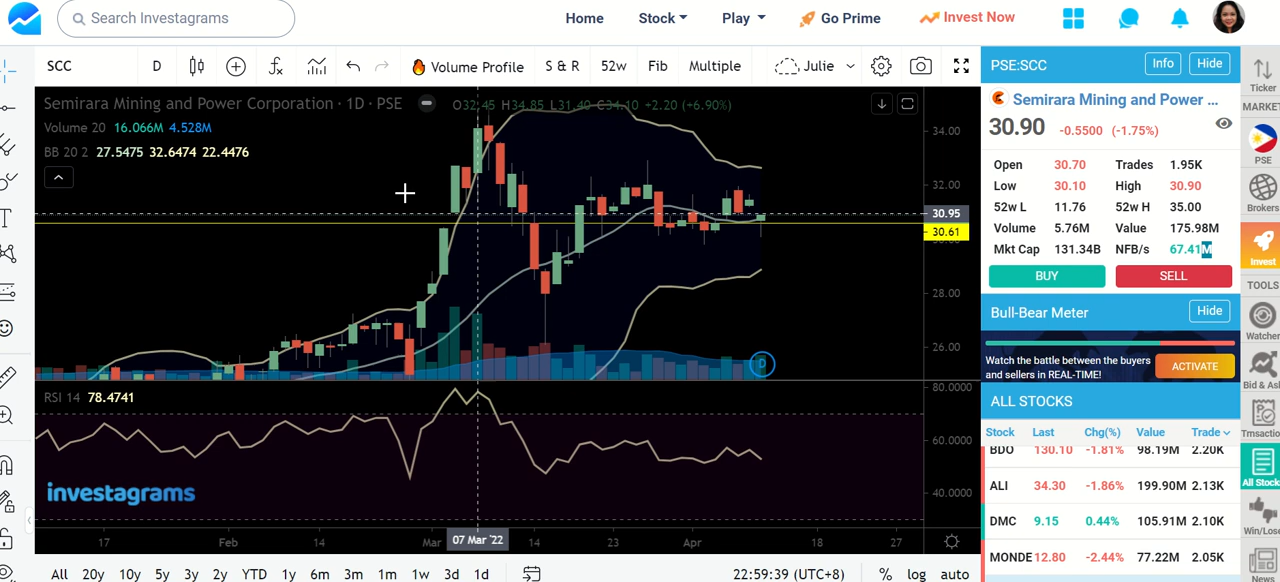 Search Investagrams
Home Stock Play Go Prime Invest Now
SCC D Volume Profile S & R 52w Fib Multiple Julie
Semirara Mining and Power Corporation · 1D · PSE O32.45 H34.85 L31.40 C34.10 +2.20 (+6.90%)
Volume 20 16.066M 4.528M
BB 20 2 27.5475 32.6474 22.4476
34.00
32.00
30.95
30.61
28.00
26.00
D
RSI 14 78.4741
80.0000
60.0000
40.0000
investagrams
17 Feb 14 Mar 07 Mar '22 14 23 Apr 18 27
All 20y 10y 5y 3y 2y YTD 1y 6m 3m 1m 1w 3d 1d 22:59:39 (UTC+8) % log auto
PSE:SCC Info Hide
Semirara Mining and Power ...
30.90 -0.5500 (-1.75%)
Open 30.70 Trades 1.95K
Low 30.10 High 30.90
52w L 11.76 52w H 35.00
Volume 5.76M Value 175.98M
Mkt Cap 131.34B NFB/s 67.41M
BUY SELL
Bull-Bear Meter Hide
Watch the battle between the buyers
and sellers in REAL-TIME!
ACTIVATE
ALL STOCKS
Stock Last Chg(%) Value Trade
BDO 130.10 -1.81% 98.19M 2.20K
ALI 34.30 -1.86% 199.90M 2.13K
DMC 9.15 0.44% 105.91M 2.10K
MONDE 12.80 -2.44% 77.22M 2.05K
Ticker
MARKET
PSE
Brokers
Invest
TOOLS
Watcher
Bid & Ask
Trnsactio
All Stock
Win/Lose
News